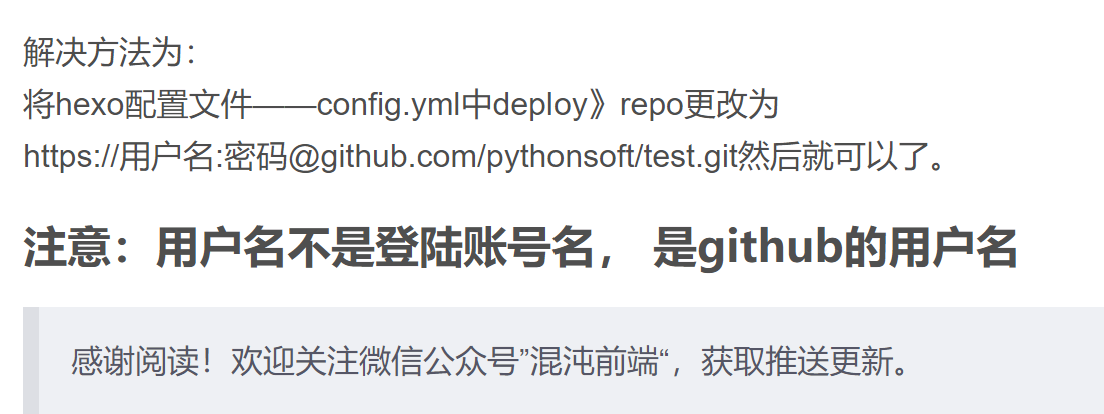 解决方法为：
将hexo配置文件——config.yml中deploy》repo更改为
https://用户名:密码@github.com/pythonsoft/test.git然后就可以了。
注意：用户名不是登陆账号名， 是github的用户名
感谢阅读！欢迎关注微信公众号”混沌前端“，获取推送更新。